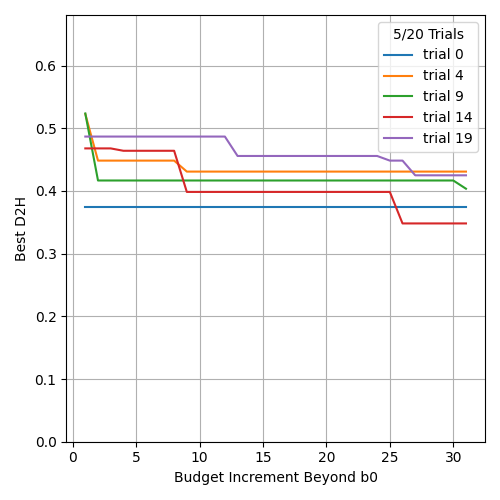 5/20 Trials
trial 0
trial 4
trial 9
trial 14
trial 19
Best D2H
0.6
0.5
0.4
0.3
0.2
0.1
0.0
0 5 10 15 20 25 30
Budget Increment Beyond b0